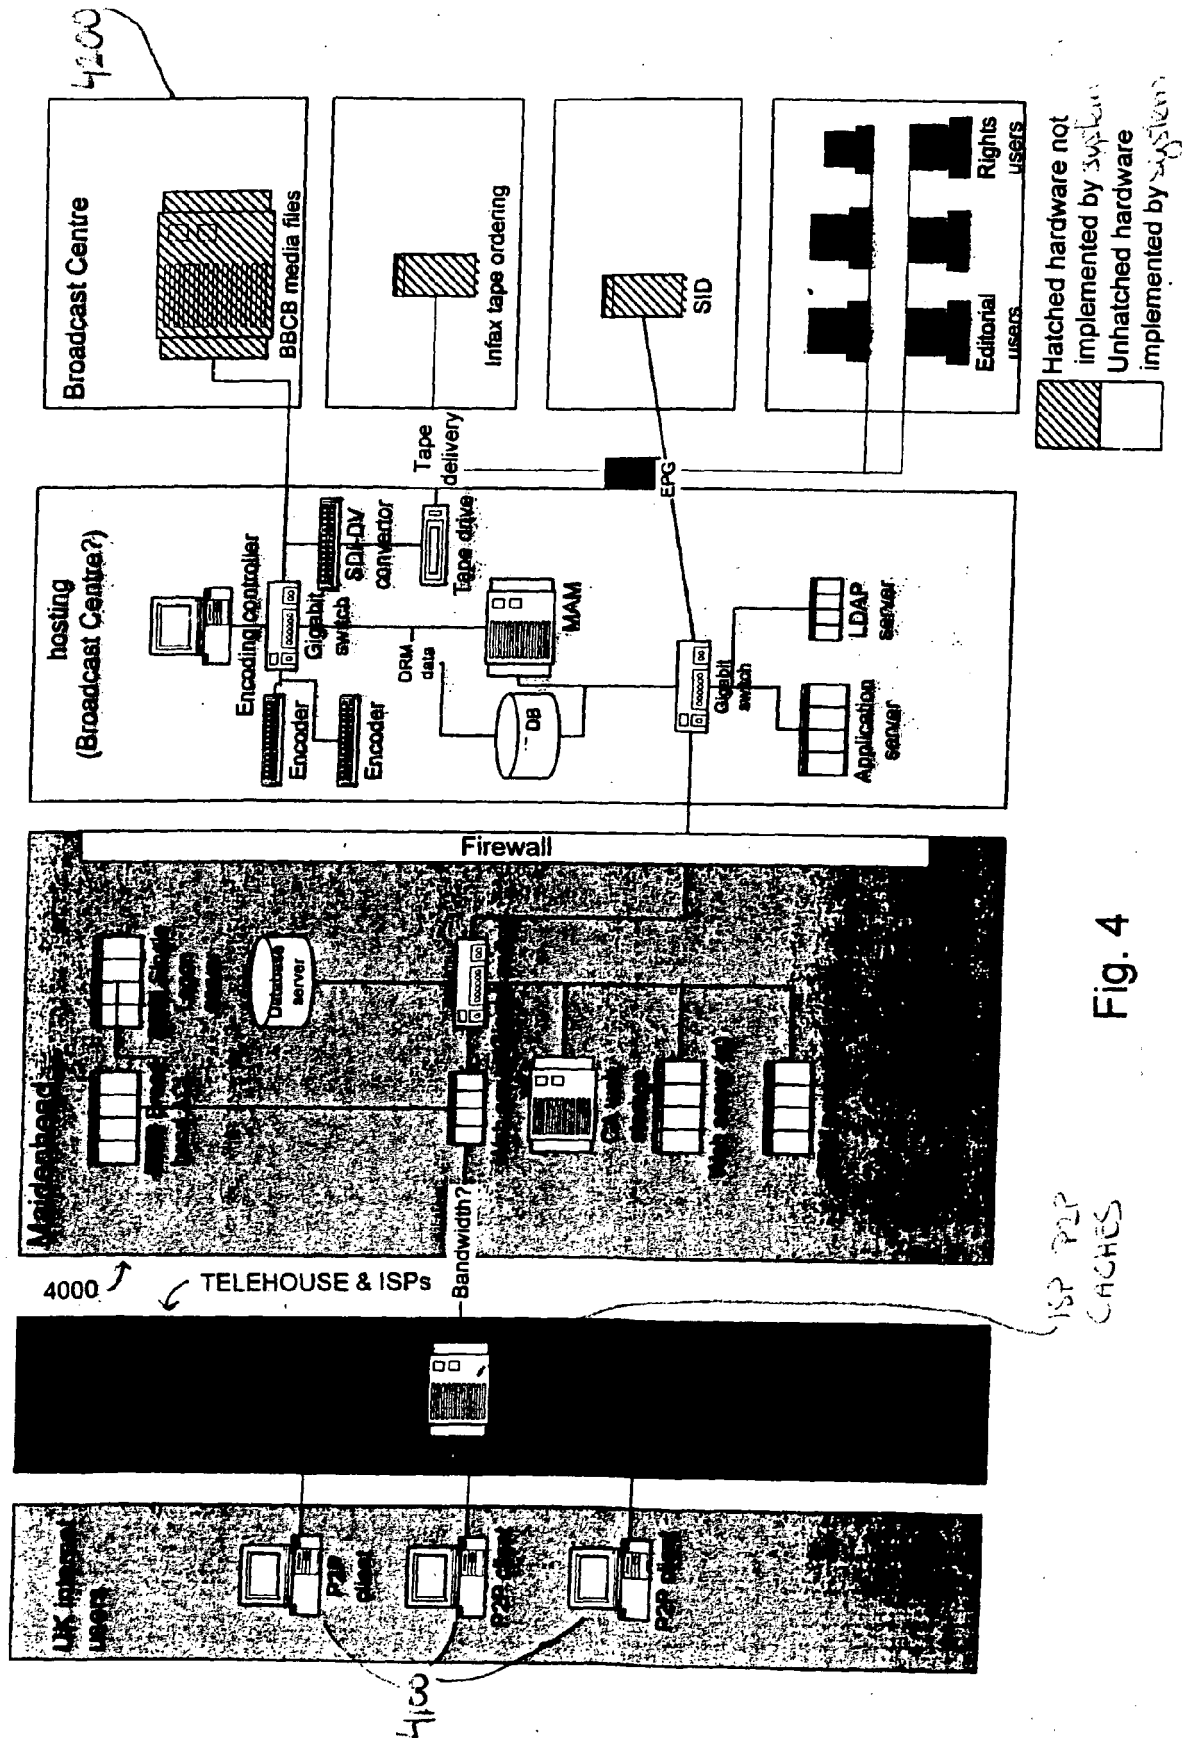 4200
Broadcast Centre
BBCB media files
Infax tape ordering
SID
Editorial
users
Rights
users
Hatched hardware not
implemented by system
Unhatched hardware
implemented by system
hosting
(Broadcast Centre?)
Encoding controller
Gigabit
switch
Encoder
Encoder
SDI-DV
convertor
Tape drive
Tape
delivery
DRM
data
MAM
DB
EPG
Gigabit
switch
LDAP
server
Application
server
Firewall
Maidenhead
Database
server
Bandwidth?
4000
TELEHOUSE & ISPs
ISP P2P
CACHES
UK Internet
users
P2P
client
P2P client
P2P client
4100
Fig. 4